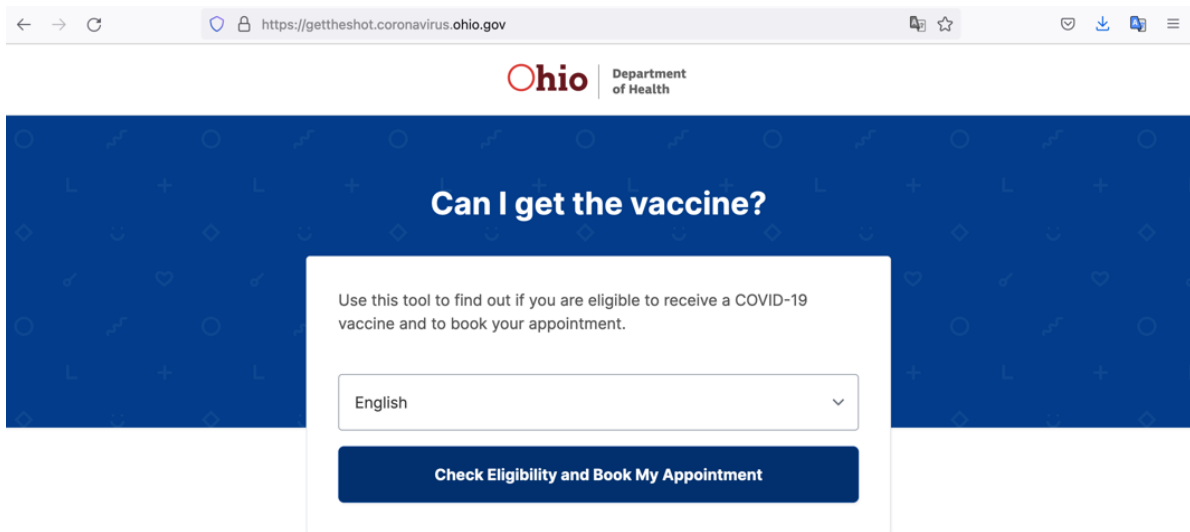 https://gettheshot.coronavirus.ohio.gov
Ohio
Department
of Health
Can I get the vaccine?
Use this tool to find out if you are eligible to receive a COVID-19
vaccine and to book your appointment.
English
Check Eligibility and Book My Appointment